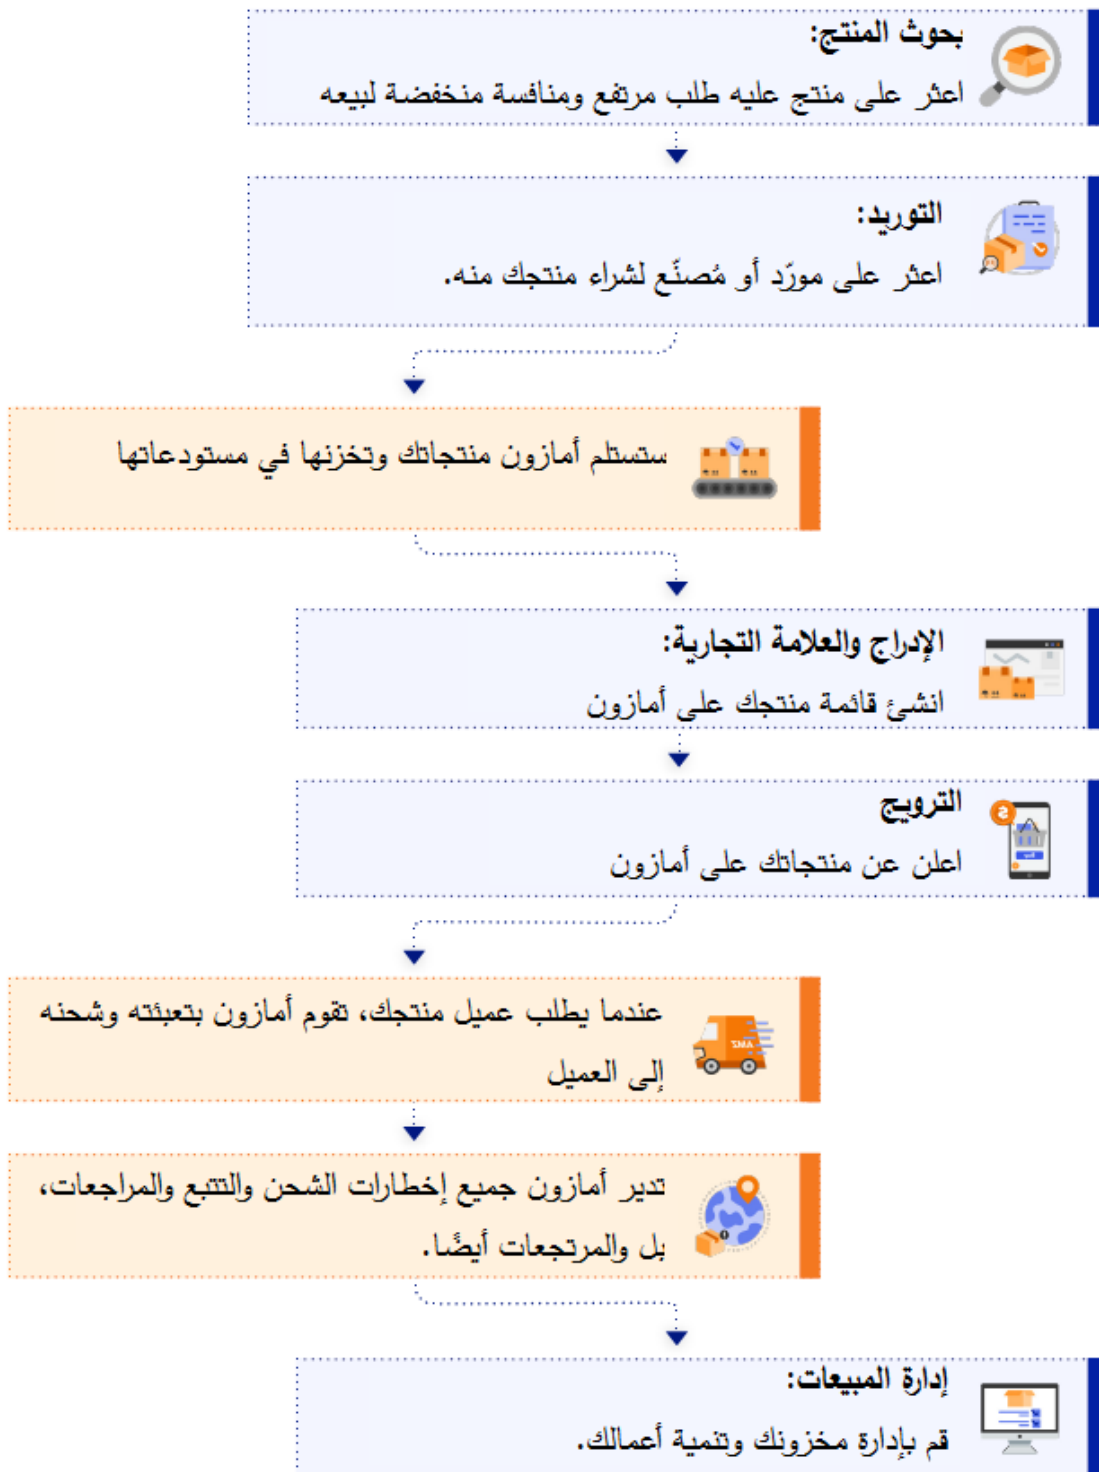 بحوث المنتج:
اعثر على منتج عليه طلب مرتفع ومنافسة منخفضة لبيعه
التوريد:
اعثر على مورّد أو مُصنّع لشراء منتجك منه.
ستستلم أمازون منتجاتك وتخزنها في مستودعاتها
الإدراج والعلامة التجارية:
انشئ قائمة منتجك على أمازون
الترويج
اعلن عن منتجاتك على أمازون
عندما يطلب عميل منتجك، تقوم أمازون بتعبئته وشحنه
إلى العميل
AMZ
تدير أمازون جميع إخطارات الشحن والتتبع والمراجعات،
بل والمرتجعات أيضًا.
إدارة المبيعات:
قم بإدارة مخزونك وتنمية أعمالك.